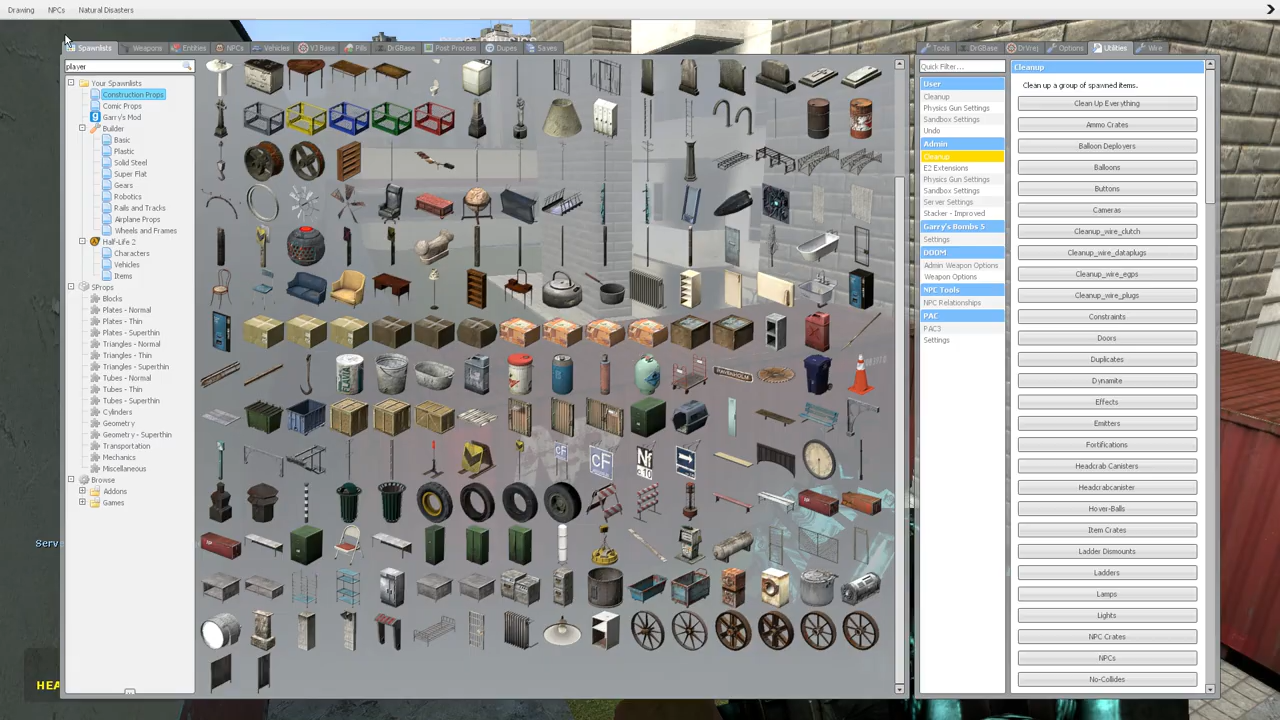 Drawing NPCs Natural Disasters
Spawnlists Weapons Entities NPCs Vehicles VJ Base Pills DrGBase Post Process Dupes Saves
player
Your Spawnlists
Construction Props
Comic Props
Garry's Mod
Builder
Basic
Plastic
Solid Steel
Super Flat
Gears
Robotics
Rails and Tracks
Airplane Props
Wheels and Frames
Half-Life 2
Characters
Vehicles
Items
SProps
Blocks
Plates - Normal
Plates - Thin
Plates - Superthin
Triangles - Normal
Triangles - Thin
Triangles - Superthin
Tubes - Normal
Tubes - Thin
Tubes - Superthin
Cylinders
Geometry
Geometry - Superthin
Transportation
Mechanics
Miscellaneous
Browse
Addons
Games
RAVENHOLM
cF
cF
Serv
HEA
Tools DrGBase (Dr)vrej Options Utilities Wire
Quick Filter...
User
Cleanup
Physics Gun Settings
Sandbox Settings
Undo
Admin
Cleanup
E2 Extensions
Physics Gun Settings
Sandbox Settings
Server Settings
Stacker - Improved
Garry's Bombs 5
Settings
DOOM
Admin Weapon Options
Weapon Options
NPC Tools
NPC Relationships
PAC
PAC3
Settings
Cleanup
Clean up a group of spawned items.
Clean Up Everything
Ammo Crates
Balloon Deployers
Balloons
Buttons
Cameras
Cleanup_wire_clutch
Cleanup_wire_dataplugs
Cleanup_wire_egps
Cleanup_wire_plugs
Constraints
Doors
Duplicates
Dynamite
Effects
Emitters
Fortifications
Headcrab Canisters
Headcrabcanister
Hover-Balls
Item Crates
Ladder Dismounts
Ladders
Lamps
Lights
NPC Crates
NPCs
No-Collides